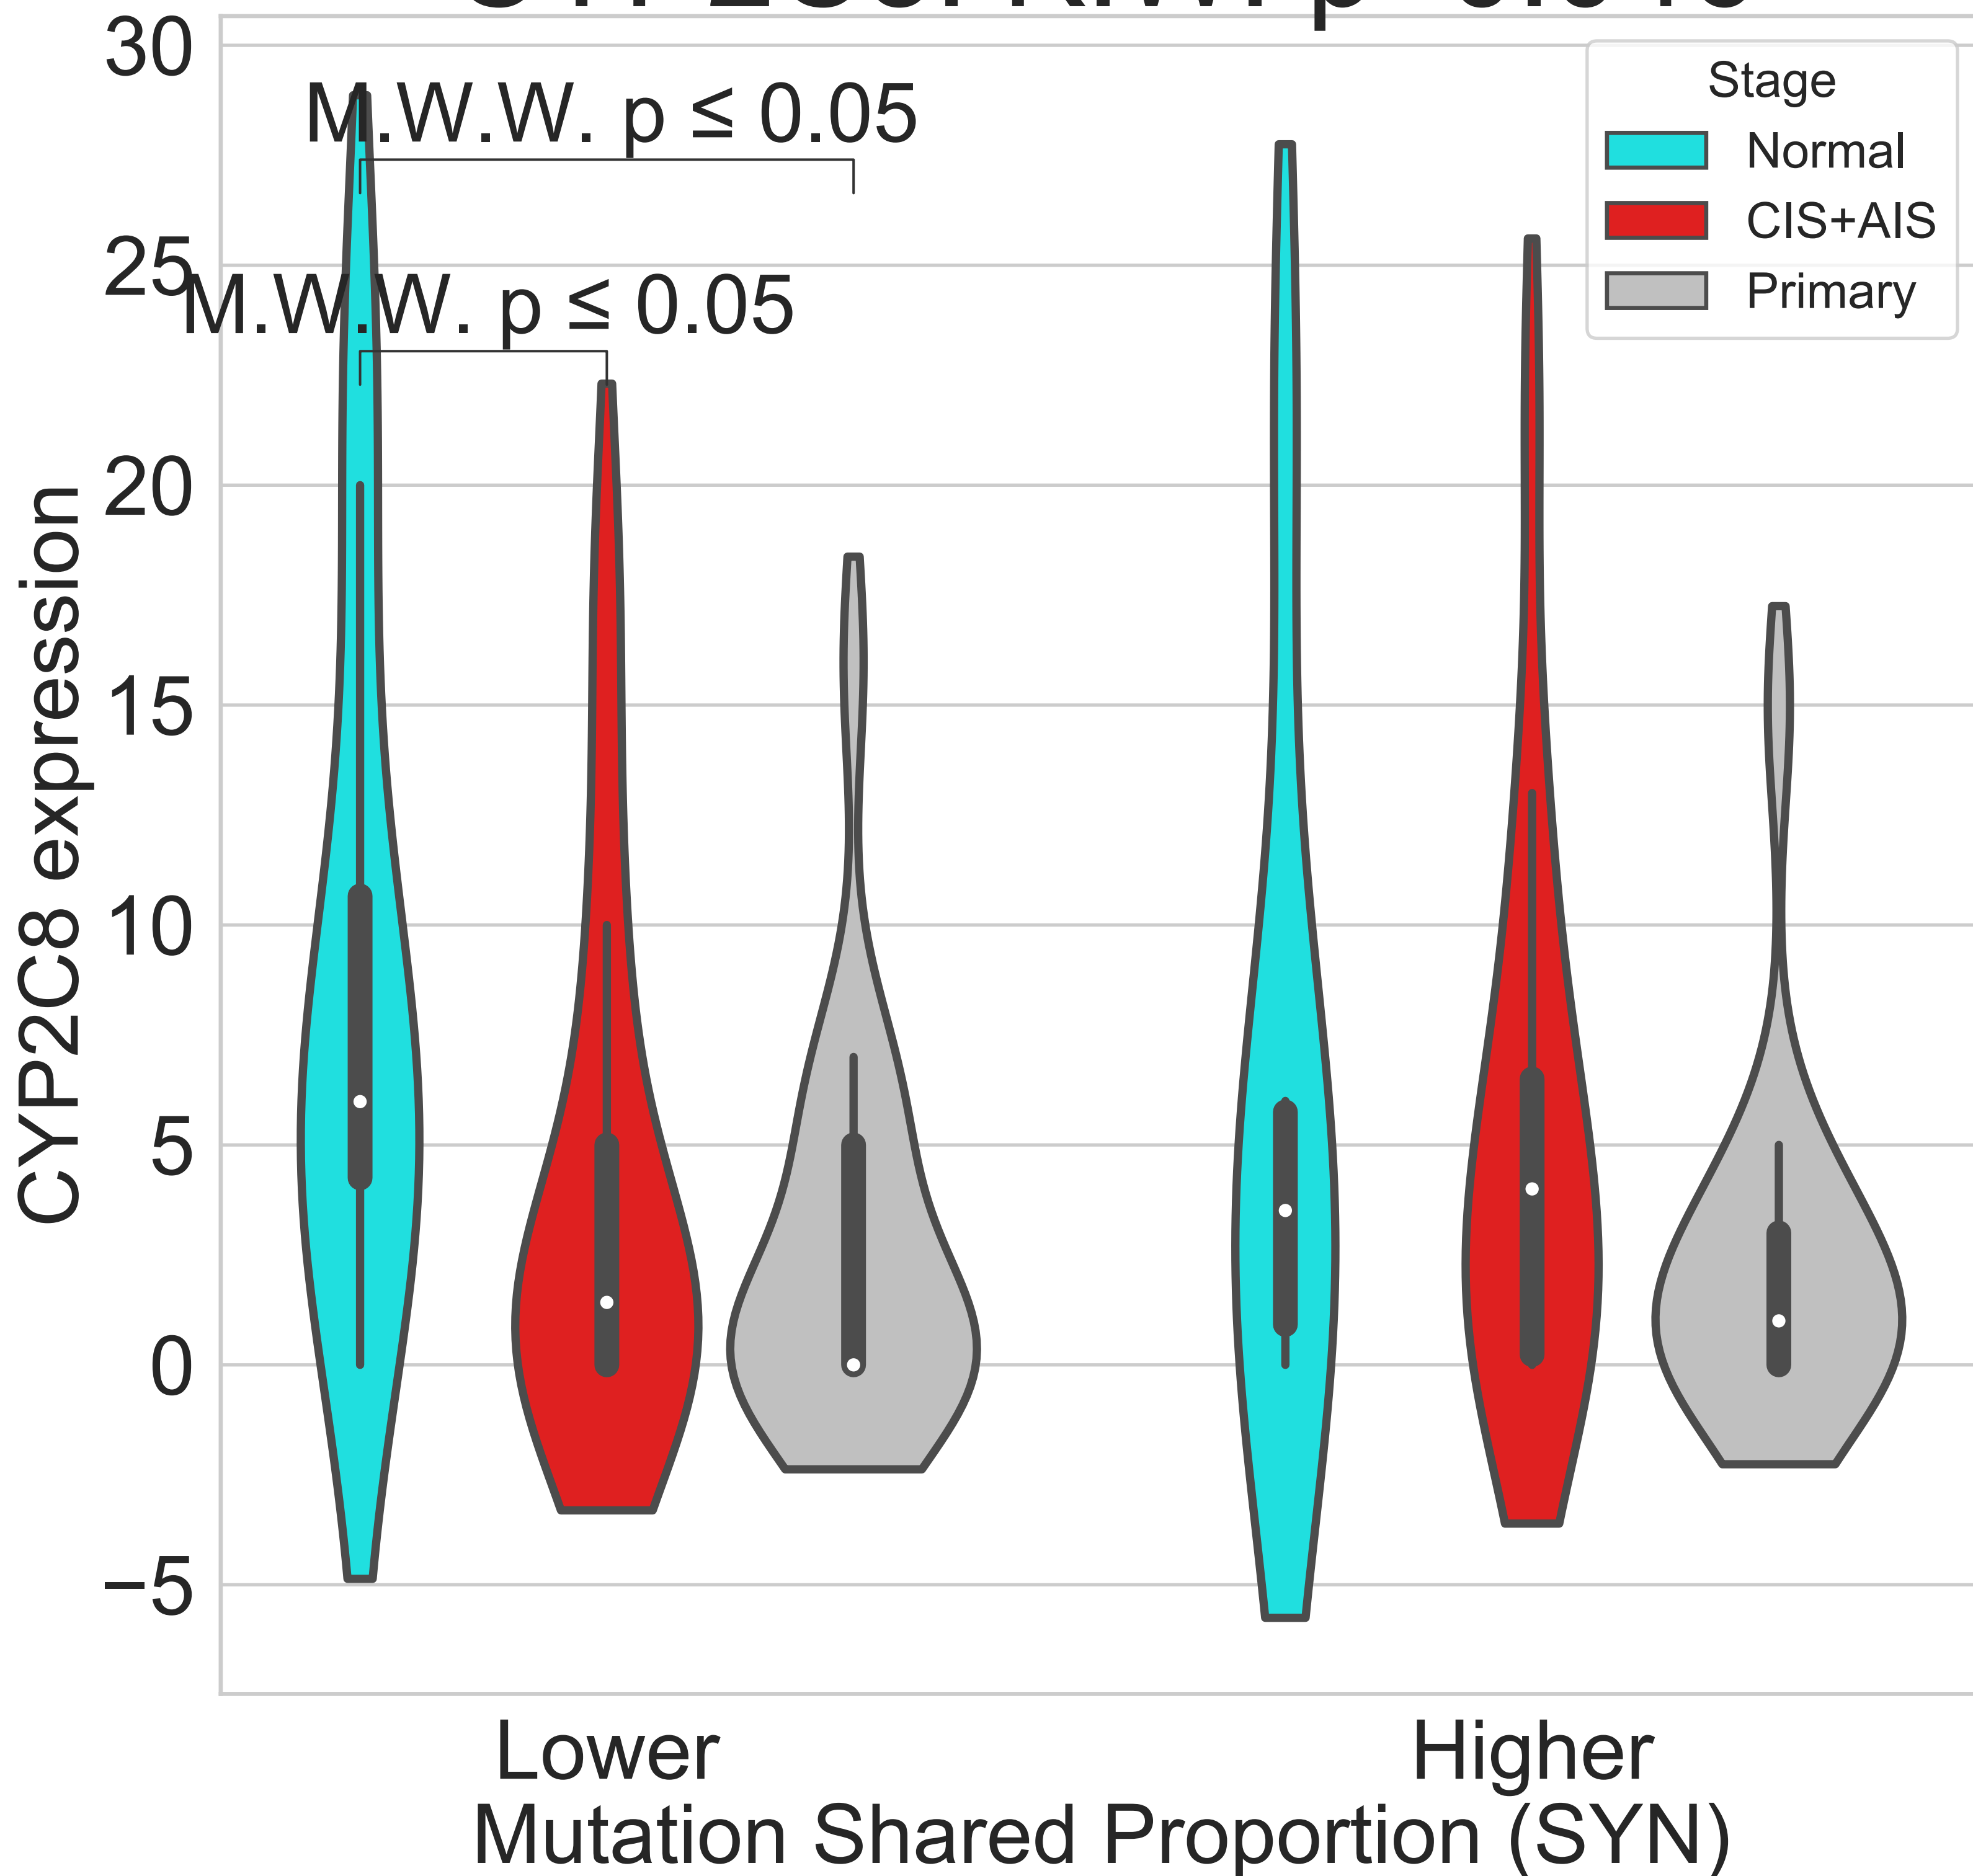 30
25
20
15
10
5
0
−5
CYP2C8 expression
M.W.W. p ≤ 0.05
M.W.W. p ≤ 0.05
Stage
Normal
CIS+AIS
Primary
Lower
Higher
Mutation Shared Proportion (SYN)